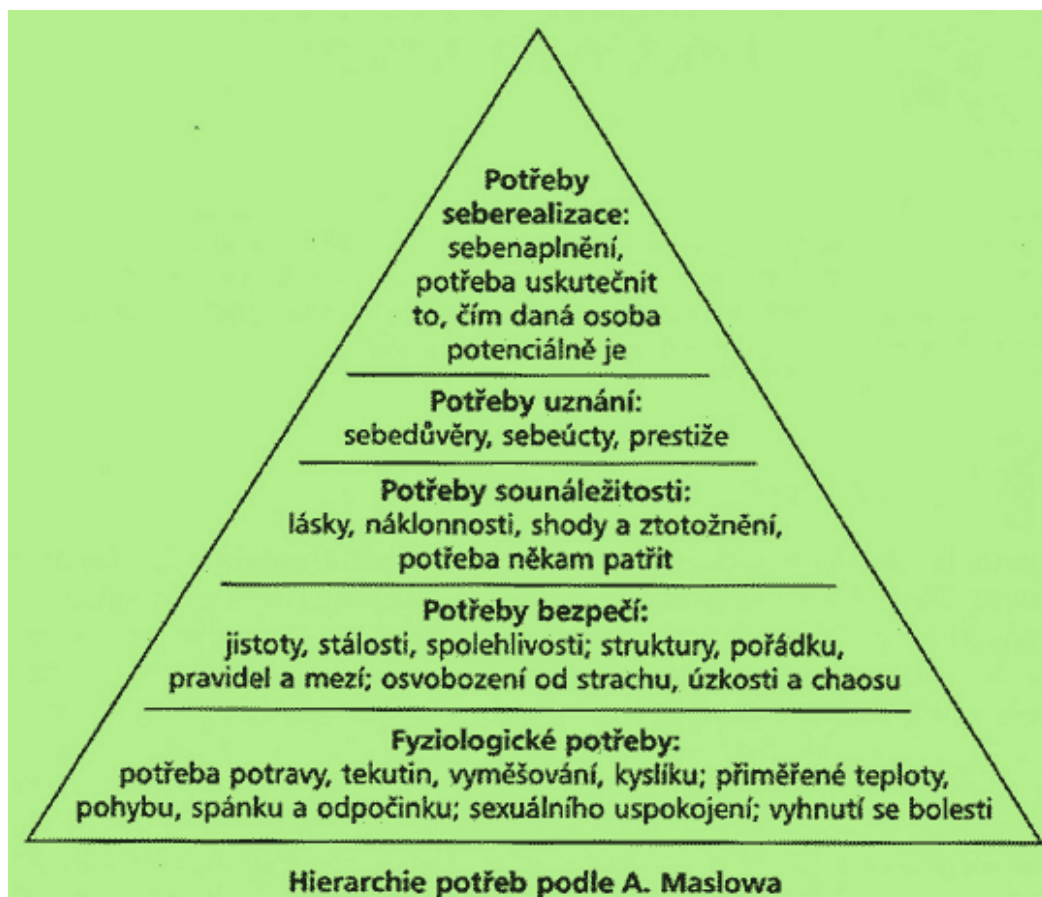 Potřeby
seberealizace:
sebenaplnění,
potřeba uskutečnit
to, čím daná osoba
potenciálně je
Potřeby uznání:
sebedůvěry, sebeúcty, prestiže
Potřeby sounáležitosti:
lásky, náklonnosti, shody a ztotožnění,
potřeba někam patřit
Potřeby bezpečí:
jistoty, stálosti, spolehlivosti; struktury, pořádku,
pravidel a mezí; osvobození od strachu, úzkosti a chaosu
Fyziologické potřeby:
potřeba potravy, tekutin, vyměšování, kyslíku; přiměřené teploty,
pohybu, spánku a odpočinku; sexuálního uspokojení; vyhnutí se bolesti
Hierarchie potřeb podle A. Maslowa